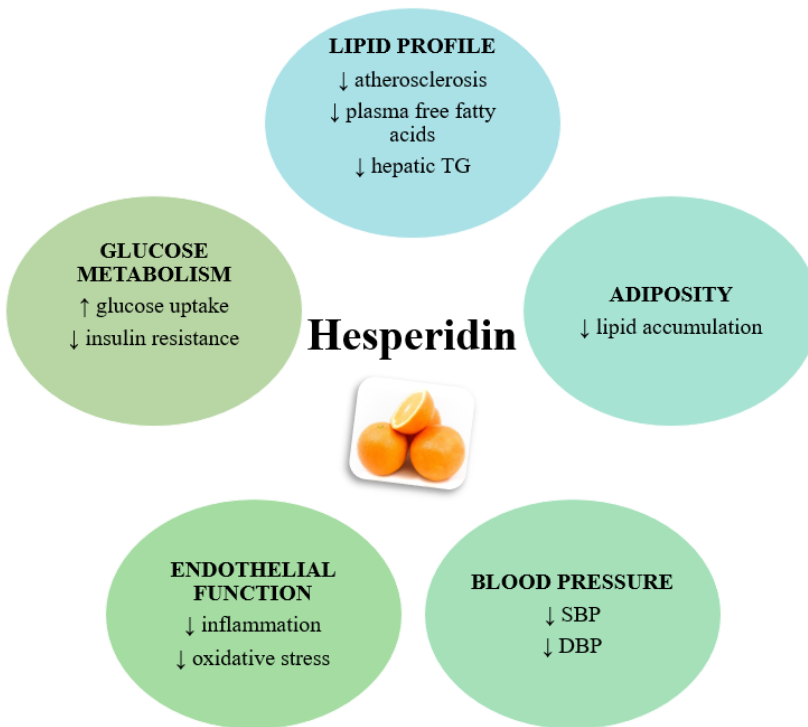 LIPID PROFILE
↓ atherosclerosis
↓ plasma free fatty
acids
↓ hepatic TG
GLUCOSE
METABOLISM
↑ glucose uptake
↓ insulin resistance
Hesperidin
ADIPOSITY
↓ lipid accumulation
ENDOTHELIAL
FUNCTION
↓ inflammation
↓ oxidative stress
BLOOD PRESSURE
↓ SBP
↓ DBP